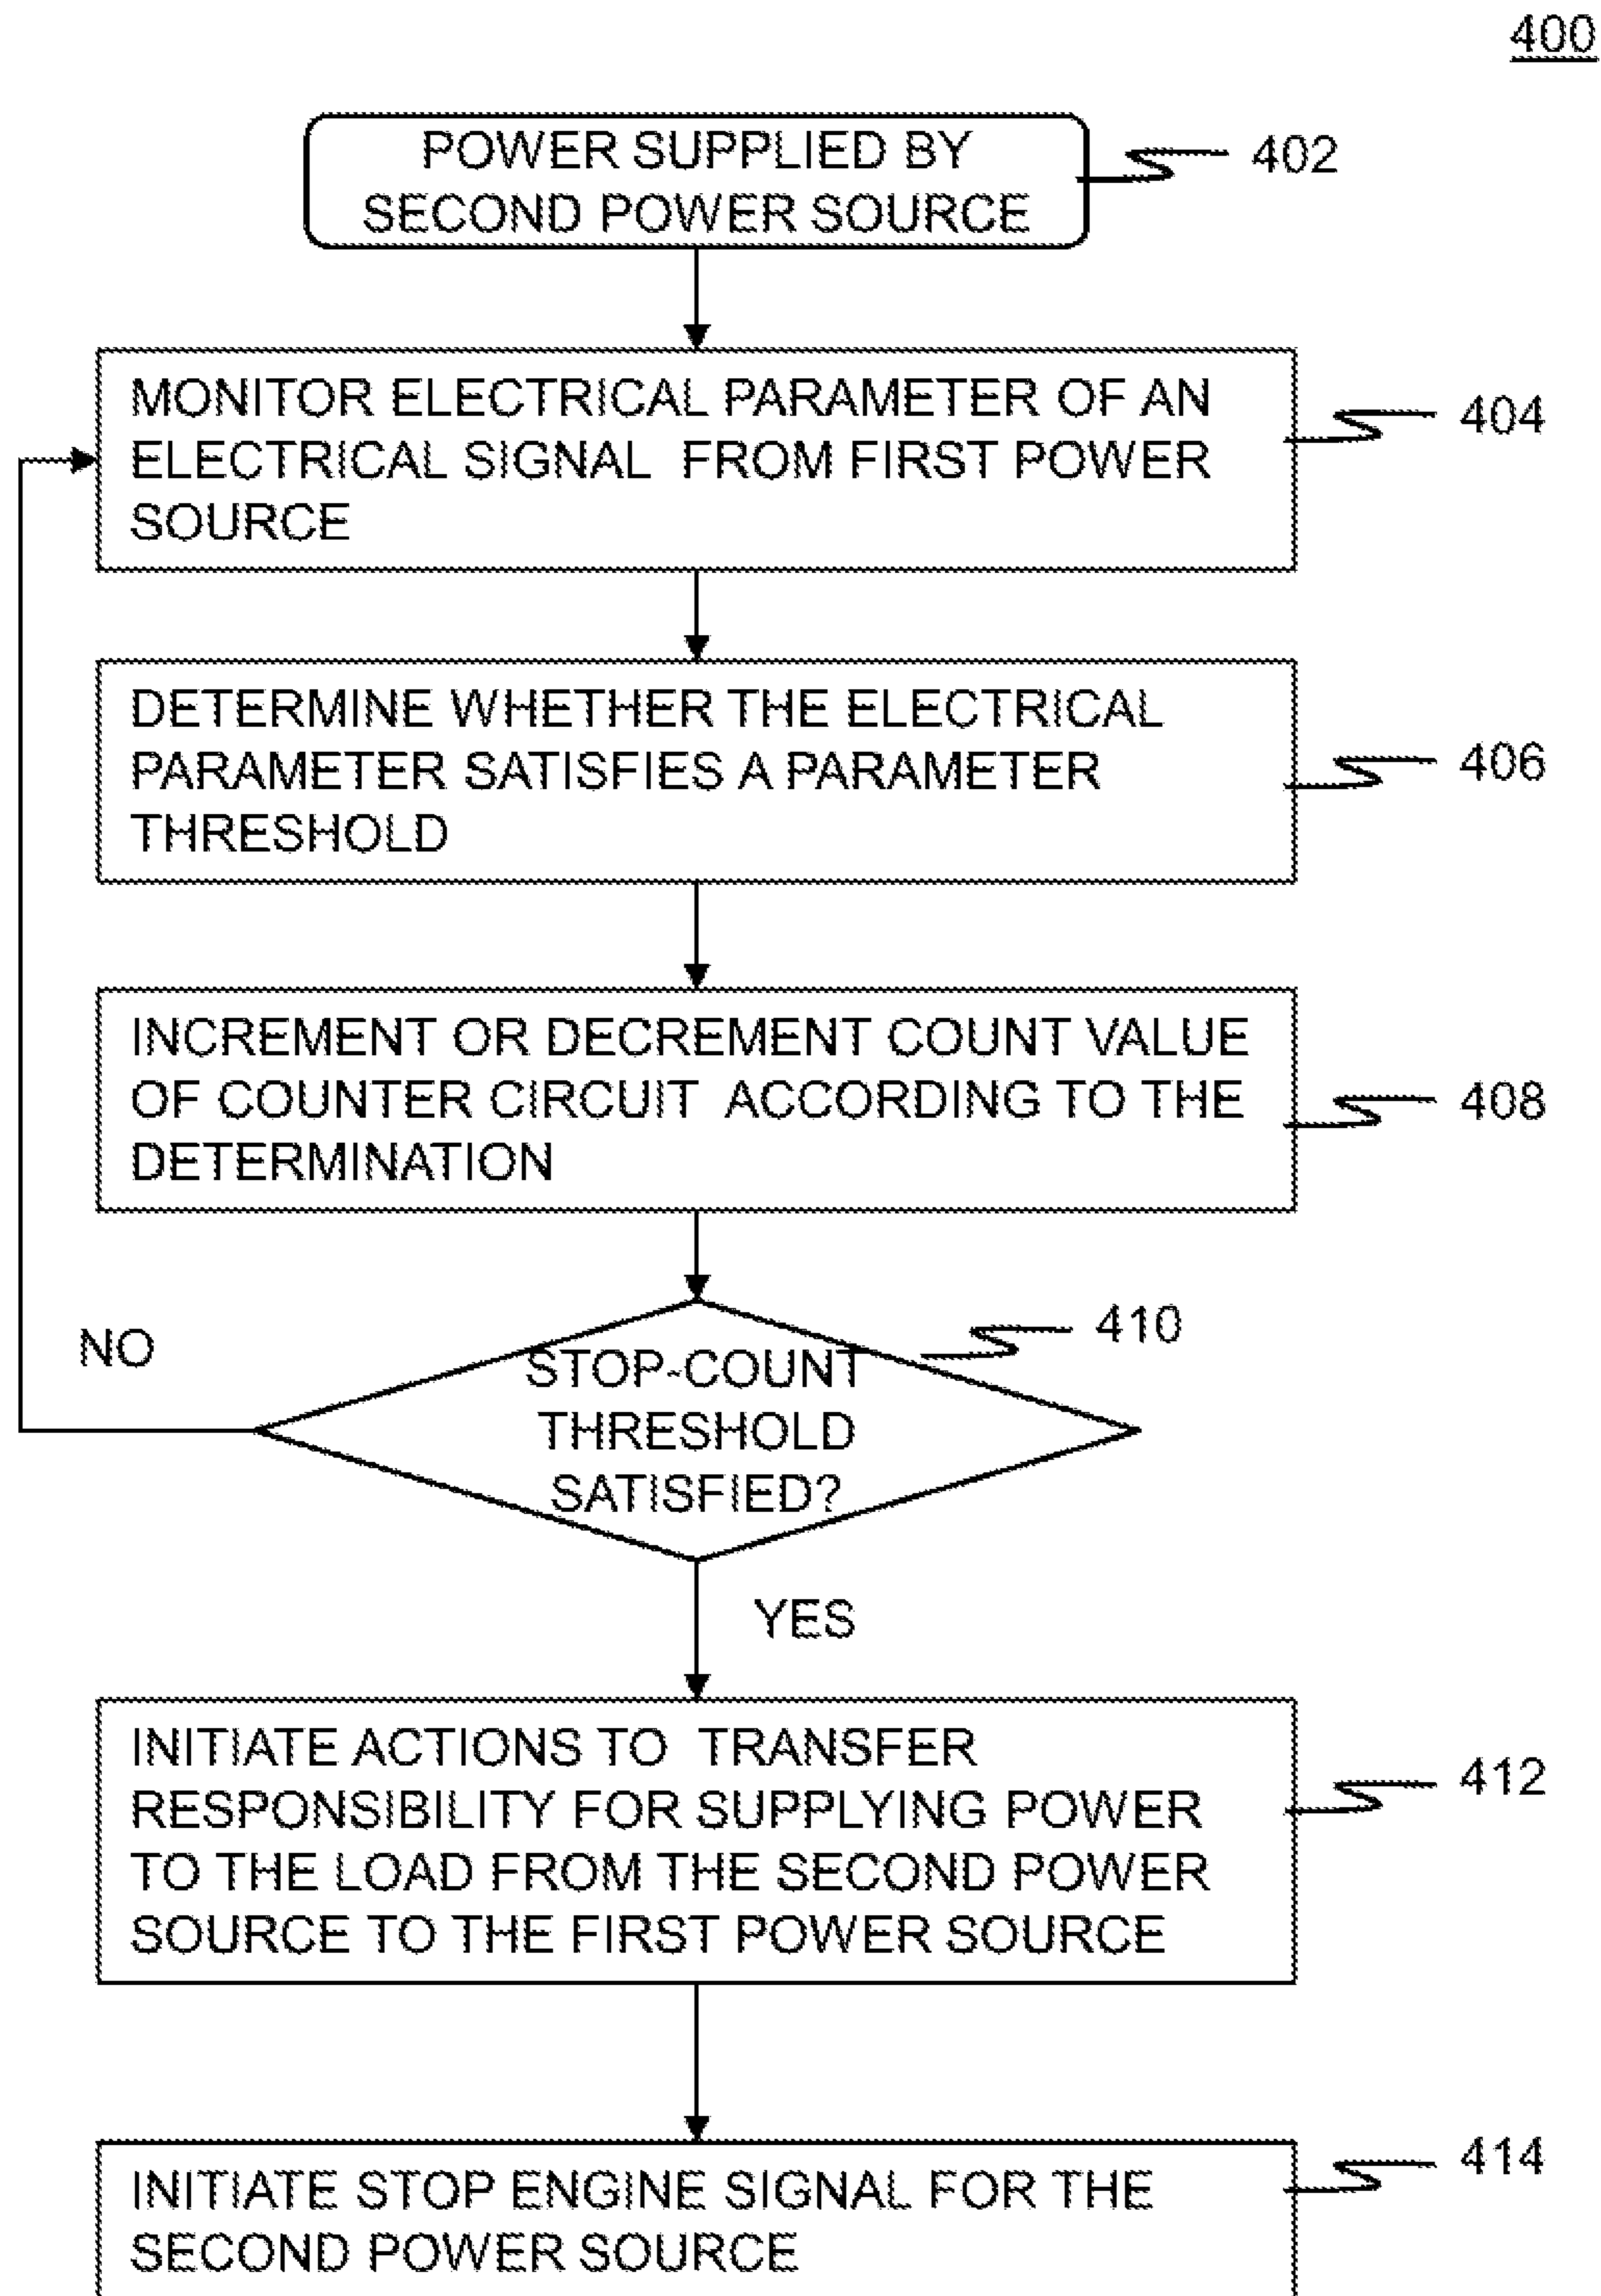 400
POWER SUPPLIED BY
SECOND POWER SOURCE
402
MONITOR ELECTRICAL PARAMETER OF AN
ELECTRICAL SIGNAL FROM FIRST POWER
SOURCE
404
DETERMINE WHETHER THE ELECTRICAL
PARAMETER SATISFIES A PARAMETER
THRESHOLD
406
INCREMENT OR DECREMENT COUNT VALUE
OF COUNTER CIRCUIT ACCORDING TO THE
DETERMINATION
408
STOP-COUNT
THRESHOLD
SATISFIED?
410
NO
YES
INITIATE ACTIONS TO TRANSFER
RESPONSIBILITY FOR SUPPLYING POWER
TO THE LOAD FROM THE SECOND POWER
SOURCE TO THE FIRST POWER SOURCE
412
INITIATE STOP ENGINE SIGNAL FOR THE
SECOND POWER SOURCE
414